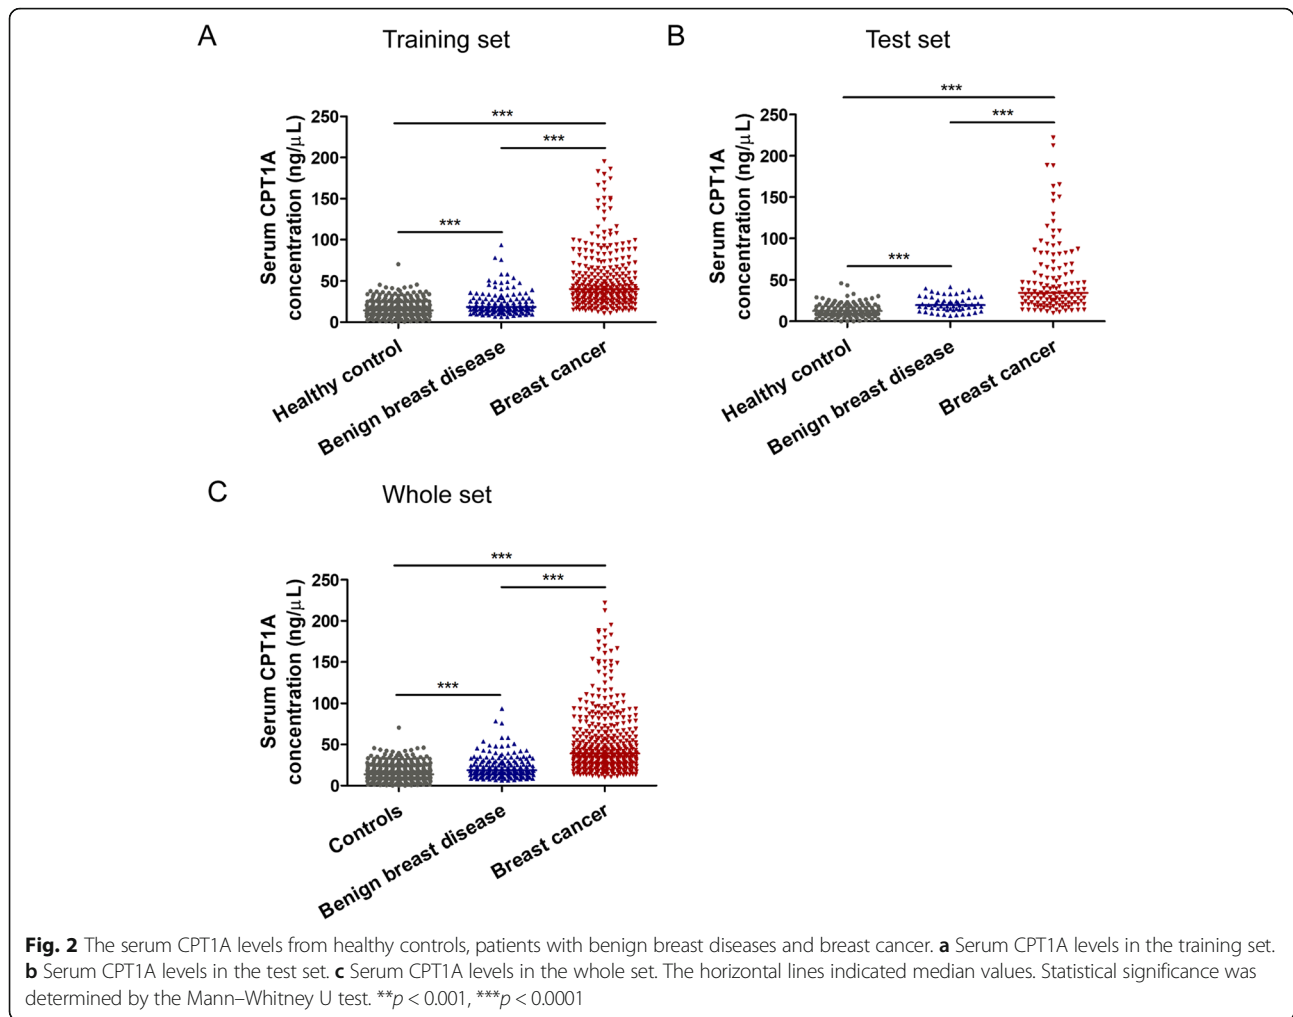 A
Training set
Serum CPT1A
concentration (ng/μL)
250
200
150
100
50
0
***
***
***
Healthy control
Benign breast disease
Breast cancer
B
Test set
Serum CPT1A
concentration (ng/μL)
250
200
150
100
50
0
***
***
***
Healthy control
Benign breast disease
Breast cancer
C
Whole set
Serum CPT1A
concentration (ng/μL)
250
200
150
100
50
0
***
***
***
Controls
Benign breast disease
Breast cancer
Fig. 2 The serum CPT1A levels from healthy controls, patients with benign breast diseases and breast cancer. a Serum CPT1A levels in the training set.
b Serum CPT1A levels in the test set. c Serum CPT1A levels in the whole set. The horizontal lines indicated median values. Statistical significance was
determined by the Mann–Whitney U test. **p < 0.001, ***p < 0.0001